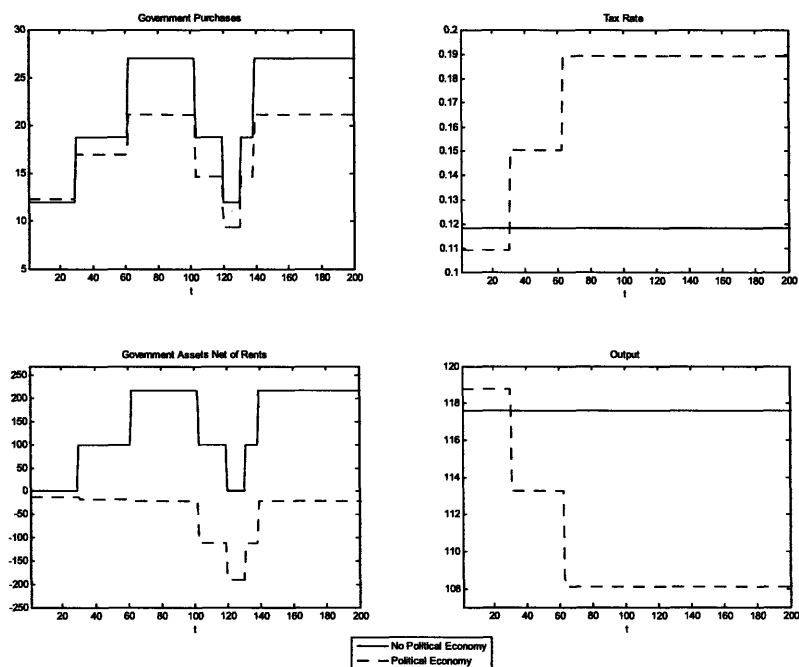 Government Purchases
30
25
20
15
10
5
20 40 60 80 100 120 140 160 180 200
t
Tax Rate
0.2
0.19
0.18
0.17
0.16
0.15
0.14
0.13
0.12
0.11
0.1
20 40 60 80 100 120 140 160 180 200
t
Government Assets Net of Rents
250
200
150
100
50
0
-50
-100
-150
-200
-250
20 40 60 80 100 120 140 160 180 200
t
Output
120
118
116
114
112
110
108
20 40 60 80 100 120 140 160 180 200
t
No Political Economy
Political Economy